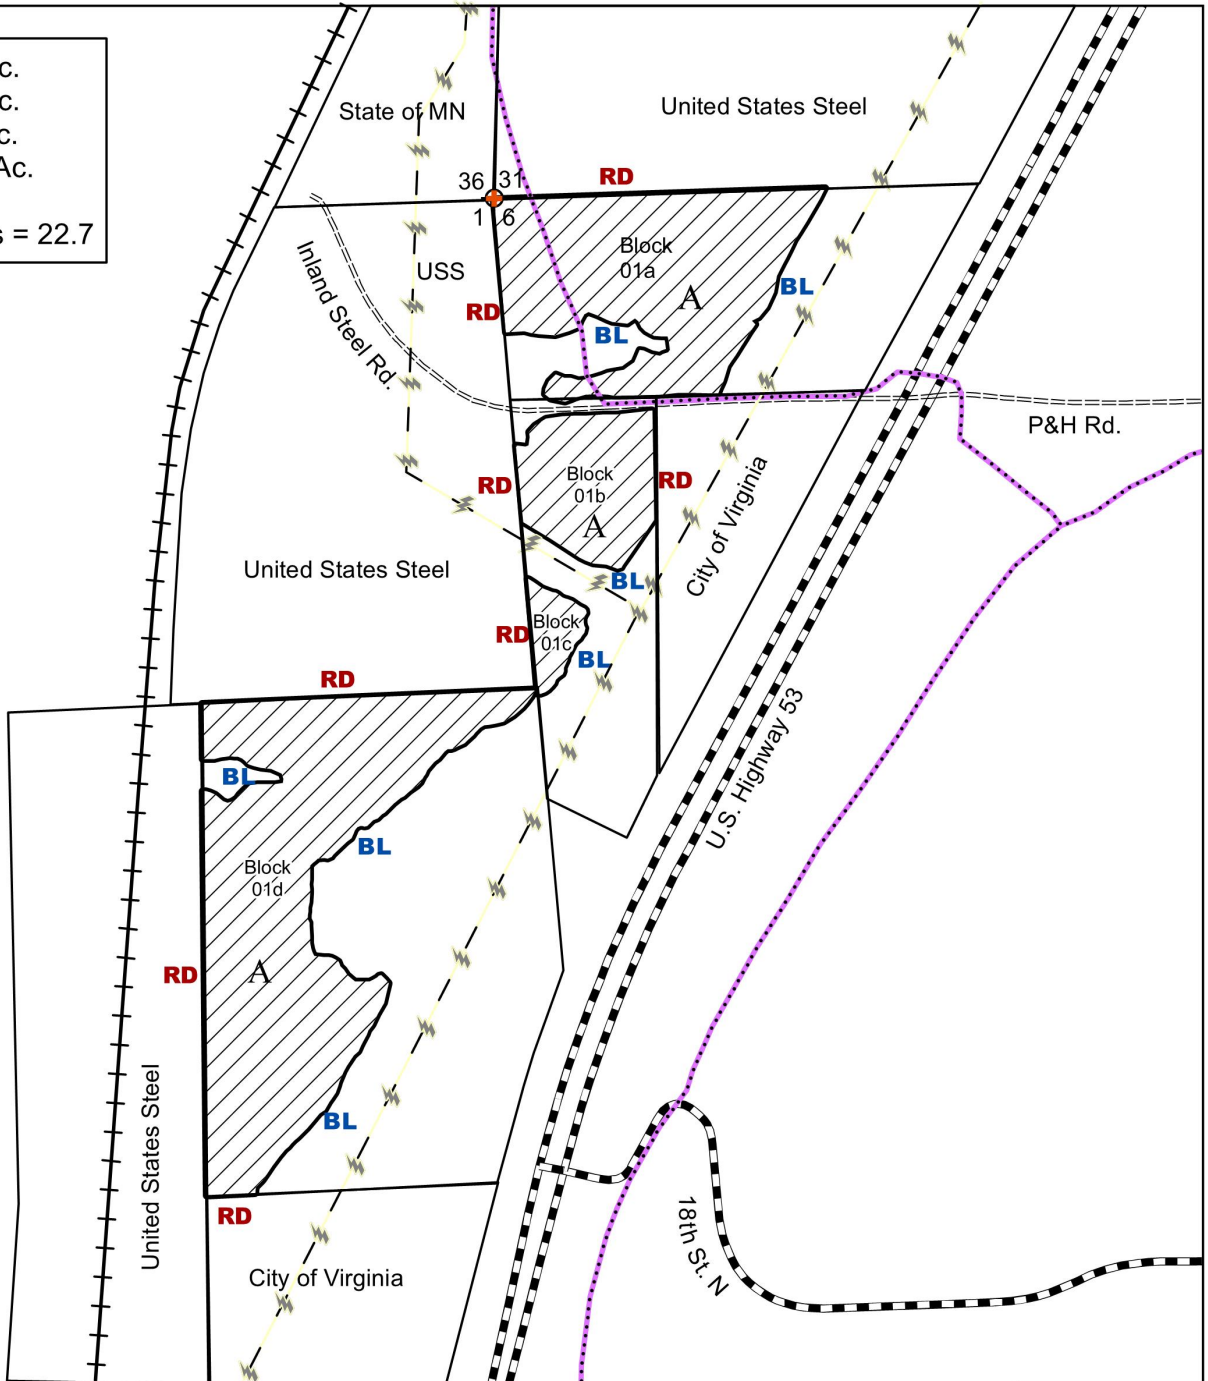 c.
c.
c.
Ac.
s = 22.7
State of MN
United States Steel
36 31
RD
1 6
Block
01a
USS
A
BL
RD
BL
Inland Steel Rd.
P&H Rd.
Block
01b
RD
RD
A
City of Virginia
United States Steel
BL
Block
01c
RD
BL
RD
U.S. Highway 53
BL
BL
Block
01d
RD
A
BL
United States Steel
RD
18th St. N
City of Virginia